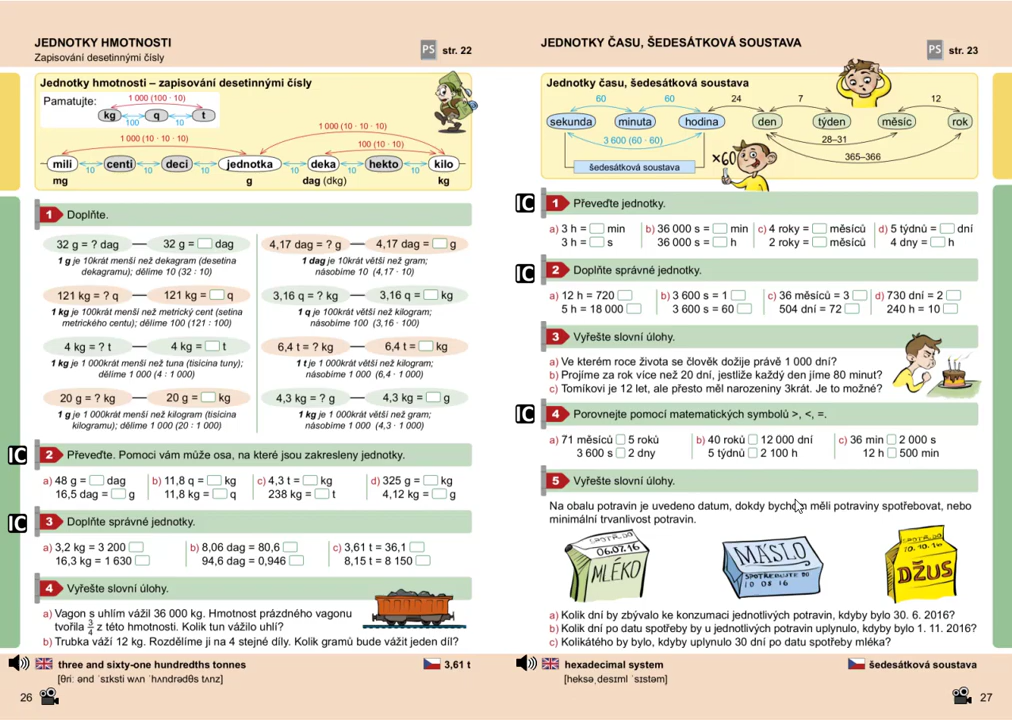 JEDNOTKY HMOTNOSTI
Zapisování desetinnými čísly
PS str. 22
Jednotky hmotnosti – zapisování desetinnými čísly
Pamatujte:
1 000 (100 · 10)
kg q t
100 10
1 000 (10 · 10 · 10)
1 000 (10 · 10 · 10)
100 (10 · 10)
mili centi deci jednotka deka hekto kilo
10 10 10 10 10 10
mg g dag (dkg) kg
1 Doplňte.
32 g = ? dag — 32 g = □ dag
1 g je 10krát menší než dekagram (desetina
dekagramu); dělíme 10 (32 : 10)
121 kg = ? q — 121 kg = □ q
1 kg je 100krát menší než metrický cent (setina
metrického centu); dělíme 100 (121 : 100)
4 kg = ? t — 4 kg = □ t
1 kg je 1 000krát menší než tuna (tisícina tuny);
dělíme 1 000 (4 : 1 000)
20 g = ? kg — 20 g = □ kg
1 g je 1 000krát menší než kilogram (tisícina
kilogramu); dělíme 1 000 (20 : 1 000)
4,17 dag = ? g — 4,17 dag = □ g
1 dag je 10krát větší než gram;
násobíme 10 (4,17 · 10)
3,16 q = ? kg — 3,16 q = □ kg
1 q je 100krát větší než kilogram;
násobíme 100 (3,16 · 100)
6,4 t = ? kg — 6,4 t = □ kg
1 t je 1 000krát větší než kilogram;
násobíme 1 000 (6,4 · 1 000)
4,3 kg = ? g — 4,3 kg = □ g
1 kg je 1 000krát větší než gram;
násobíme 1 000 (4,3 · 1 000)
IC 2 Převeďte. Pomoci vám může osa, na které jsou zakresleny jednotky.
a) 48 g = □ dag b) 11,8 q = □ kg c) 4,3 t = □ kg d) 325 g = □ kg
16,5 dag = □ g 11,8 kg = □ q 238 kg = □ t 4,12 kg = □ g
IC 3 Doplňte správné jednotky.
a) 3,2 kg = 3 200 □ b) 8,06 dag = 80,6 □ c) 3,61 t = 36,1 □
16,3 kg = 1 630 □ 94,6 dag = 0,946 □ 8,15 t = 8 150 □
4 Vyřešte slovní úlohy.
a) Vagon s uhlím vážil 36 000 kg. Hmotnost prázdného vagonu
tvořila 3/4 z této hmotnosti. Kolik tun vážilo uhlí?
b) Trubka váží 12 kg. Rozdělíme ji na 4 stejné díly. Kolik gramů bude vážit jeden díl?
three and sixty-one hundredths tonnes 3,61 t
[θri: ənd ˈsɪksti wʌn ˈhʌndrədθs tʌnz]
26
JEDNOTKY ČASU, ŠEDESÁTKOVÁ SOUSTAVA
PS str. 23
Jednotky času, šedesátková soustava
60 60 24 7 12
sekunda minuta hodina den týden měsíc rok
3 600 (60 · 60) 28–31
365–366
šedesátková soustava
×60
IC 1 Převeďte jednotky.
a) 3 h = □ min b) 36 000 s = □ min c) 4 roky = □ měsíců d) 5 týdnů = □ dní
3 h = □ s 36 000 s = □ h 2 roky = □ měsíců 4 dny = □ h
IC 2 Doplňte správné jednotky.
a) 12 h = 720 □ b) 3 600 s = 1 □ c) 36 měsíců = 3 □ d) 730 dní = 2 □
5 h = 18 000 □ 3 600 s = 60 □ 504 dní = 72 □ 240 h = 10 □
3 Vyřešte slovní úlohy.
a) Ve kterém roce života se člověk dožije právě 1 000 dní?
b) Projíme za rok více než 20 dní, jestliže každý den jíme 80 minut?
c) Tomíkovi je 12 let, ale přesto měl narozeniny 3krát. Je to možné?
IC 4 Porovnejte pomocí matematických symbolů >, <, =.
a) 71 měsíců □ 5 roků b) 40 roků □ 12 000 dní c) 36 min □ 2 000 s
3 600 s □ 2 dny 5 týdnů □ 2 100 h 12 h □ 500 min
5 Vyřešte slovní úlohy.
Na obalu potravin je uvedeno datum, dokdy bychom měli potraviny spotřebovat, nebo
minimální trvanlivost potravin.
SPOTŘ. DO
06.07.16
MLÉKO
MÁSLO
SPOTŘEBUJTE DO
10 08 16
SPOTŘ. DO
10.10.16
DŽUS
a) Kolik dní by zbývalo ke konzumaci jednotlivých potravin, kdyby bylo 30. 6. 2016?
b) Kolik dní po datu spotřeby by u jednotlivých potravin uplynulo, kdyby bylo 1. 11. 2016?
c) Kolikátého by bylo, kdyby uplynulo 30 dní po datu spotřeby mléka?
hexadecimal system šedesátková soustava
[heksəˌdesɪml ˈsɪstəm]
27